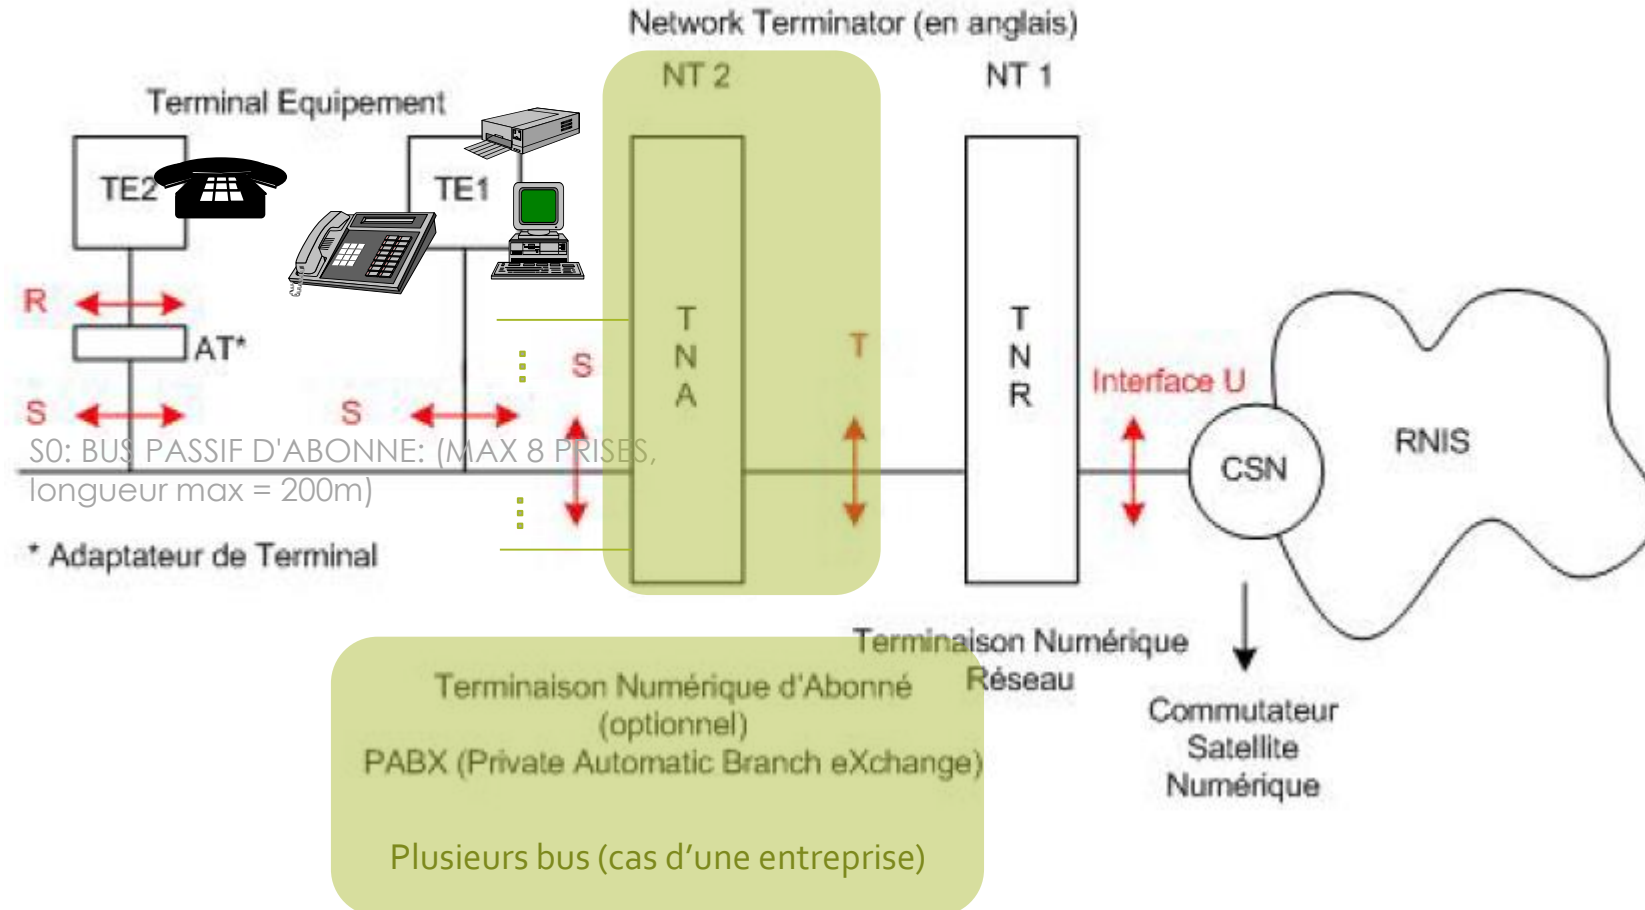 Network Terminator (en anglais)
NT 2
NT 1
Terminal Equipement
TE2
TE1
R
AT*
S
S
S
T
N
A
T
T
N
R
Interface U
CSN
RNIS
S0: BUS PASSIF D'ABONNE: (MAX 8 PRISES,
longueur max = 200m)
* Adaptateur de Terminal
Terminaison Numérique
Réseau
Terminaison Numérique d'Abonné
(optionnel)
PABX (Private Automatic Branch eXchange)
Plusieurs bus (cas d’une entreprise)
Commutateur
Satellite
Numérique